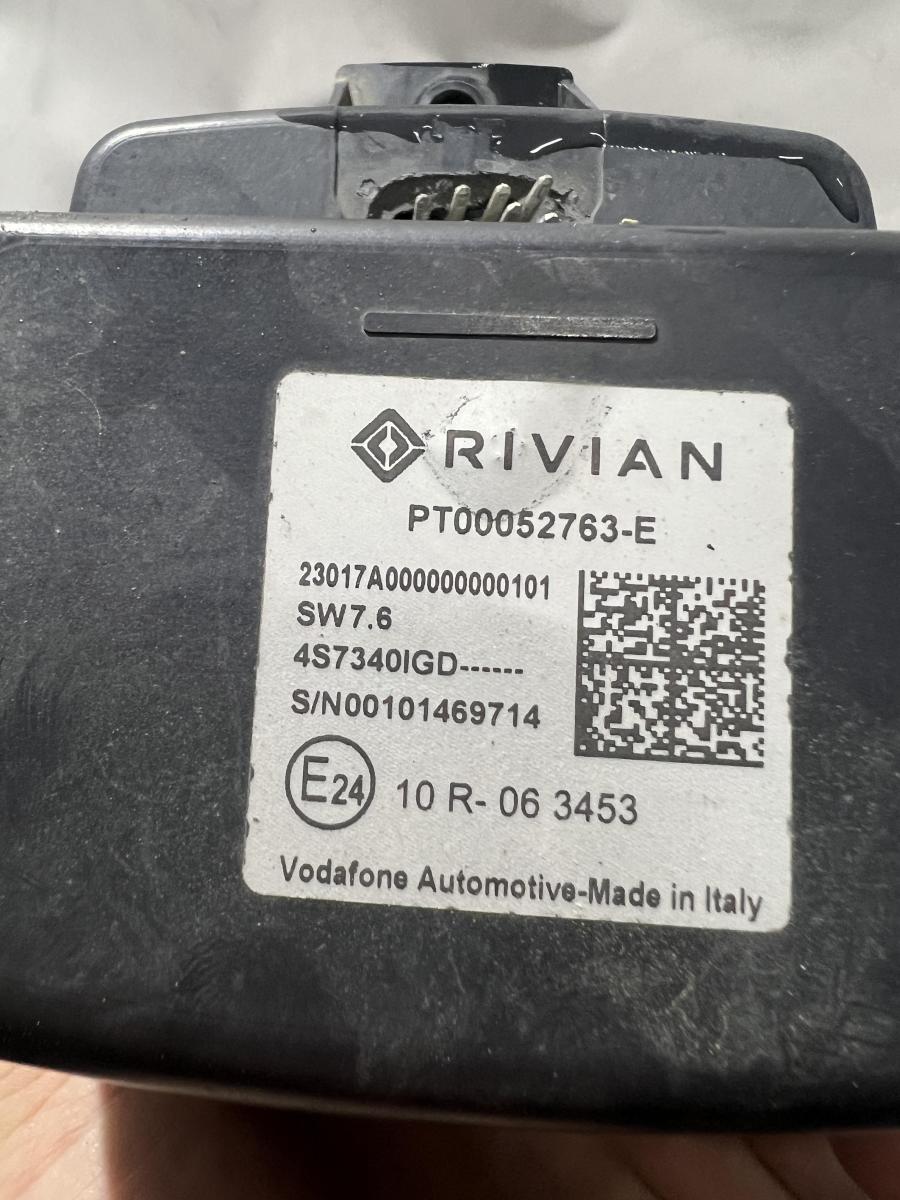 RIVIAN
PT00052763-E
23017A000000000101
SW7.6
4S7340IGD------
S/N00101469714
E24 10 R- 06 3453
Vodafone Automotive-Made in Italy